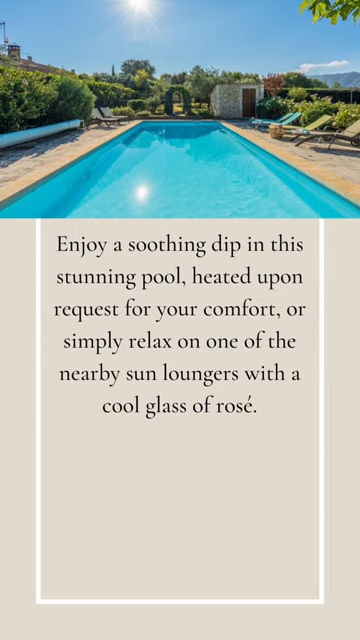 Enjoy a soothing dip in this
stunning pool, heated upon
request for your comfort, or
simply relax on one of the
nearby sun loungers with a
cool glass of rosé.